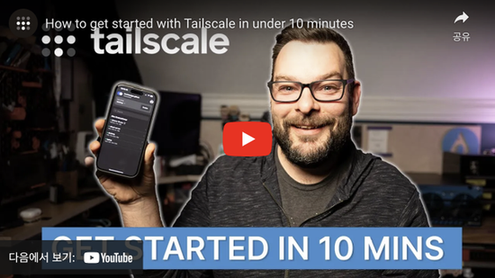 How to get started with Tailscale in under 10 minutes
공유
tailscale
GET STARTED IN 10 MINS
다음에서 보기: YouTube